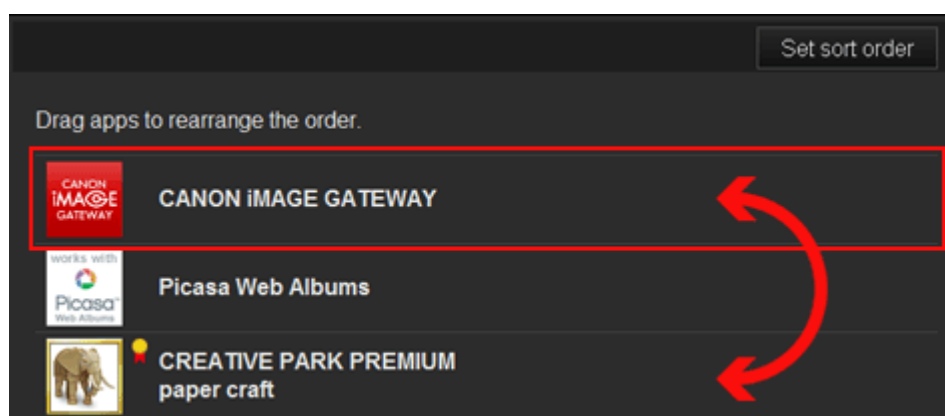 Set sort order
Drag apps to rearrange the order.
CANON
iMAGE
GATEWAY
CANON iMAGE GATEWAY
works with
Picasa™
Web Albums
Picasa Web Albums
CREATIVE PARK PREMIUM
paper craft